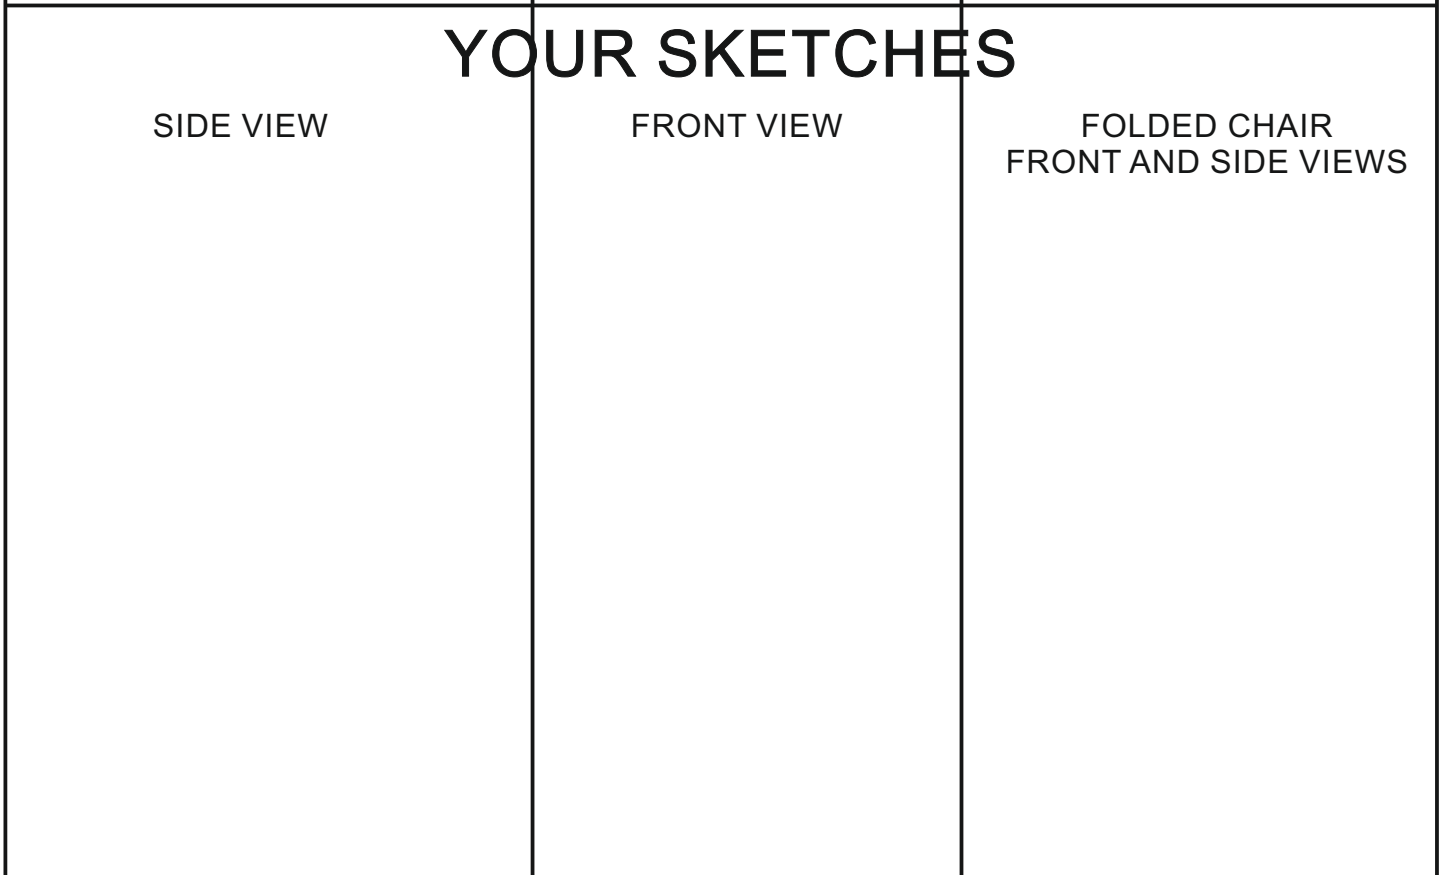 YOUR SKETCHES
SIDE VIEW
FRONT VIEW
FOLDED CHAIR
FRONT AND SIDE VIEWS